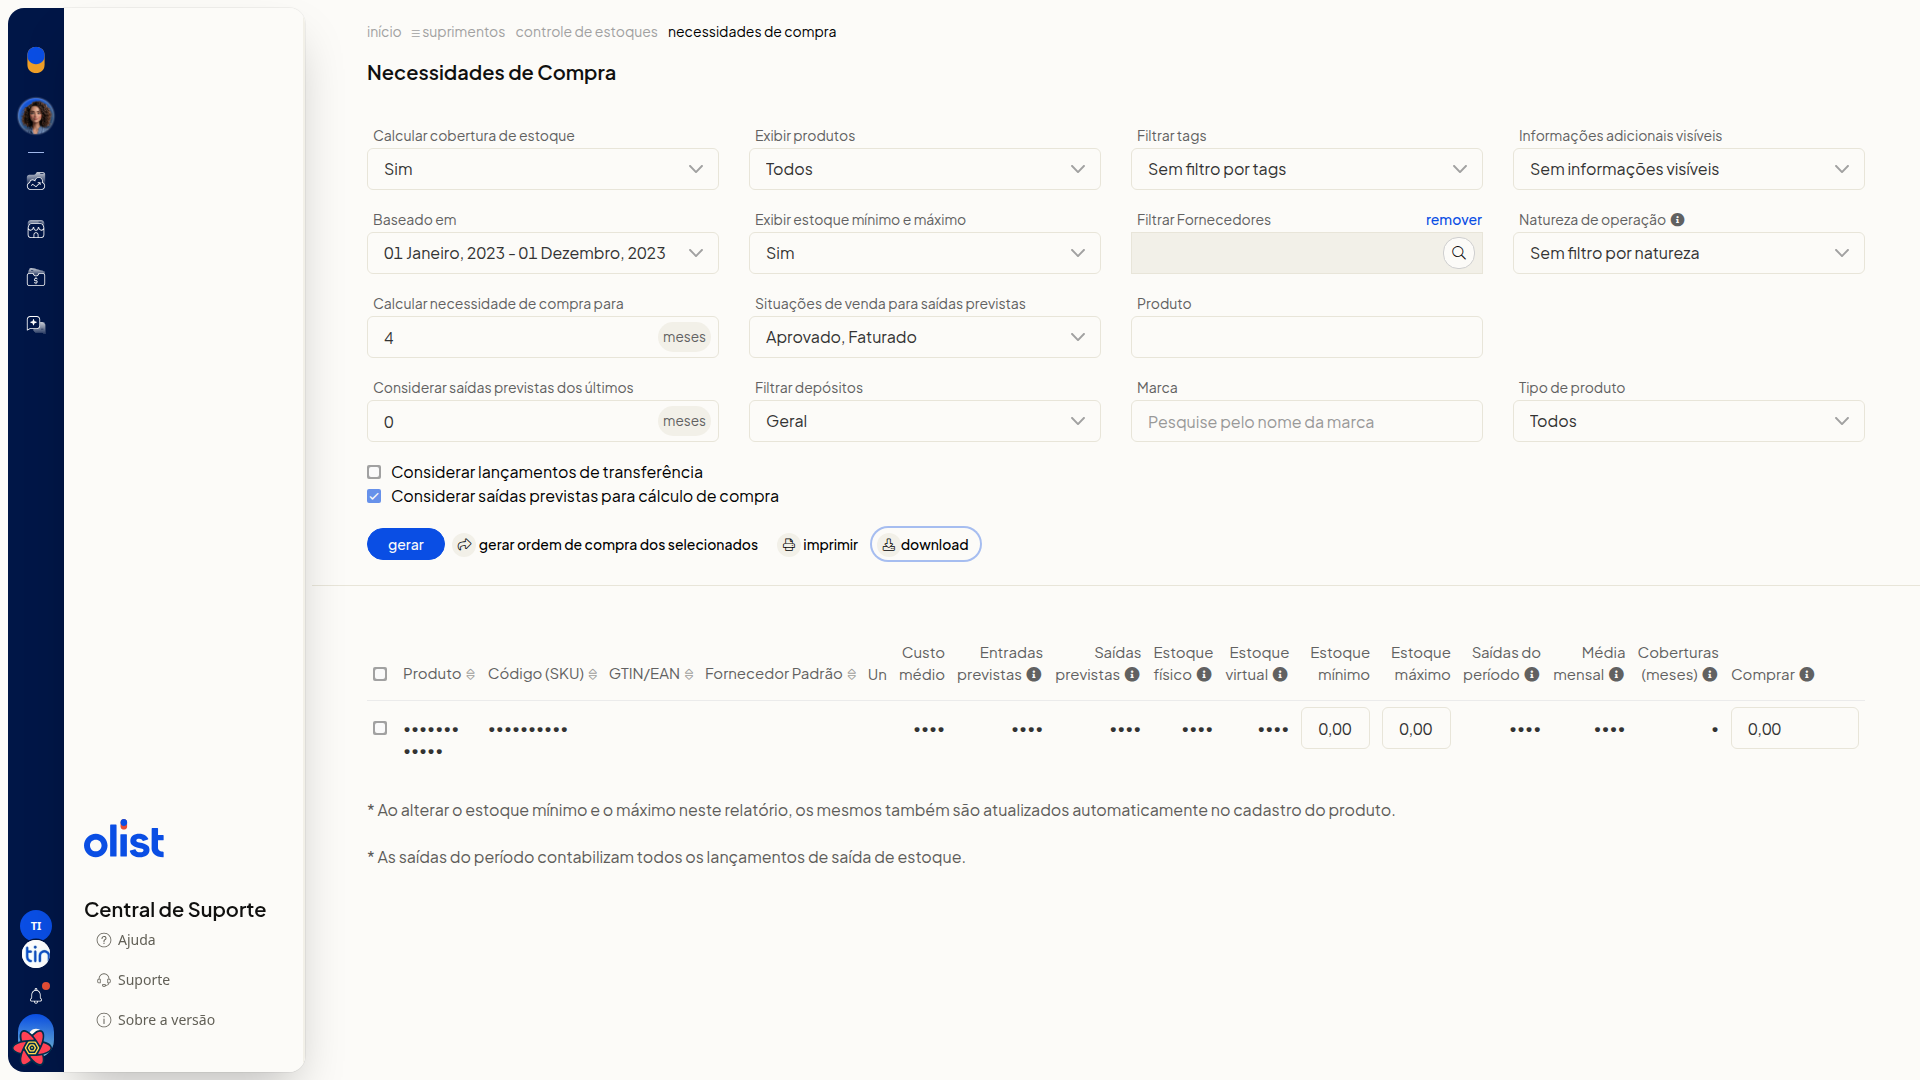 início suprimentos controle de estoques necessidades de compra
Necessidades de Compra
Calcular cobertura de estoque
Sim
Exibir produtos
Todos
Filtrar tags
Sem filtro por tags
Informações adicionais visíveis
Sem informações visíveis
Baseado em
01 Janeiro, 2023 - 01 Dezembro, 2023
Exibir estoque mínimo e máximo
Sim
Filtrar Fornecedores remover
Natureza de operação
Sem filtro por natureza
Calcular necessidade de compra para
4 meses
Situações de venda para saídas previstas
Aprovado, Faturado
Produto
Considerar saídas previstas dos últimos
0 meses
Filtrar depósitos
Geral
Marca
Pesquise pelo nome da marca
Tipo de produto
Todos
Considerar lançamentos de transferência
Considerar saídas previstas para cálculo de compra
gerar gerar ordem de compra dos selecionados imprimir download
Produto Código (SKU) GTIN/EAN Fornecedor Padrão Un Custo médio Entradas previstas Saídas previstas Estoque físico Estoque virtual Estoque mínimo Estoque máximo Saídas do período Média mensal Coberturas (meses) Comprar
••••••• •••••••••• •••• •••• •••• •••• •••• 0,00 0,00 •••• •••• • 0,00
•••••
* Ao alterar o estoque mínimo e o máximo neste relatório, os mesmos também são atualizados automaticamente no cadastro do produto.
* As saídas do período contabilizam todos os lançamentos de saída de estoque.
olist
Central de Suporte
TI
Ajuda
tin
Suporte
Sobre a versão